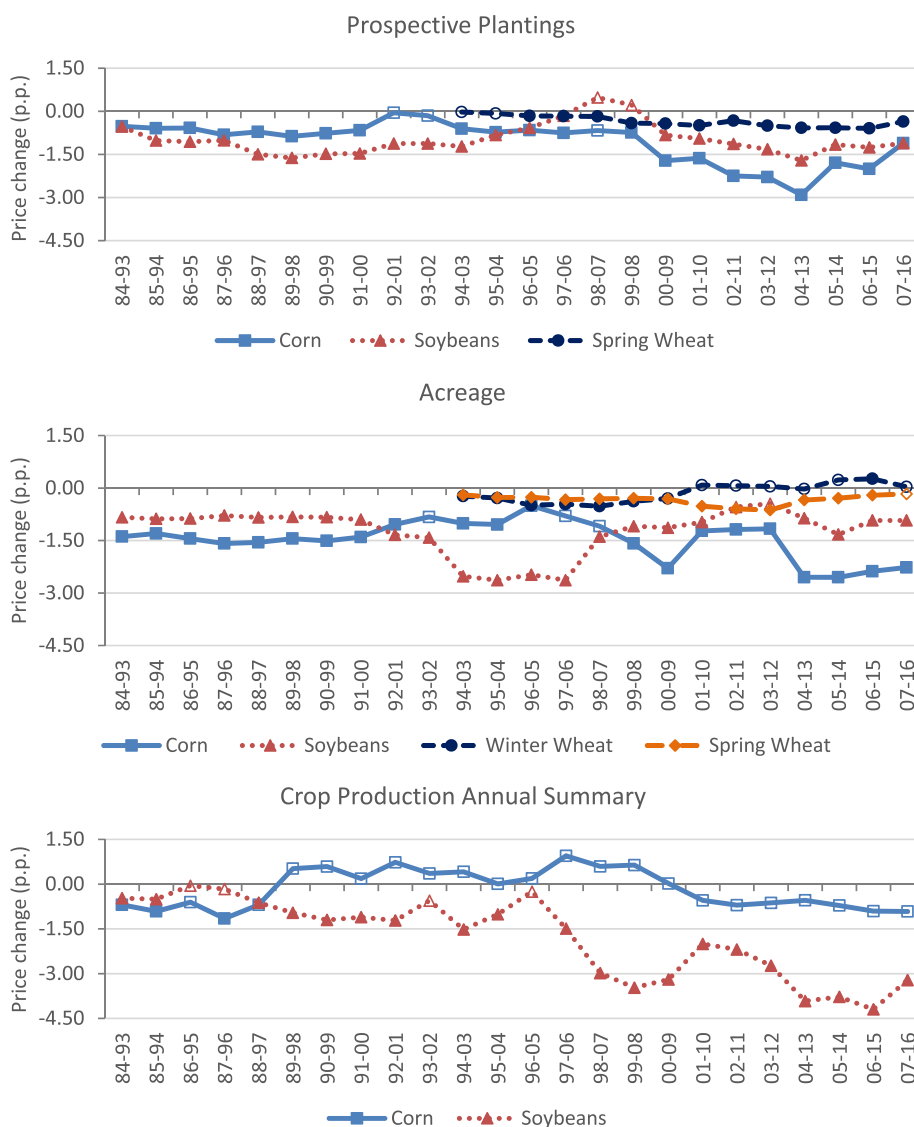 Prospective Plantings
Price change (p.p.)
1.50
0.00
-1.50
-3.00
-4.50
84-93 85-94 86-95 87-96 88-97 89-98 90-99 91-00 92-01 93-02 94-03 95-04 96-05 97-06 98-07 99-08 00-09 01-10 02-11 03-12 04-13 05-14 06-15 07-16
Corn Soybeans Spring Wheat
Acreage
Price change (p.p.)
1.50
0.00
-1.50
-3.00
-4.50
84-93 85-94 86-95 87-96 88-97 89-98 90-99 91-00 92-01 93-02 94-03 95-04 96-05 97-06 98-07 99-08 00-09 01-10 02-11 03-12 04-13 05-14 06-15 07-16
Corn Soybeans Winter Wheat Spring Wheat
Crop Production Annual Summary
Price change (p.p.)
1.50
0.00
-1.50
-3.00
-4.50
84-93 85-94 86-95 87-96 88-97 89-98 90-99 91-00 92-01 93-02 94-03 95-04 96-05 97-06 98-07 99-08 00-09 01-10 02-11 03-12 04-13 05-14 06-15 07-16
Corn Soybeans